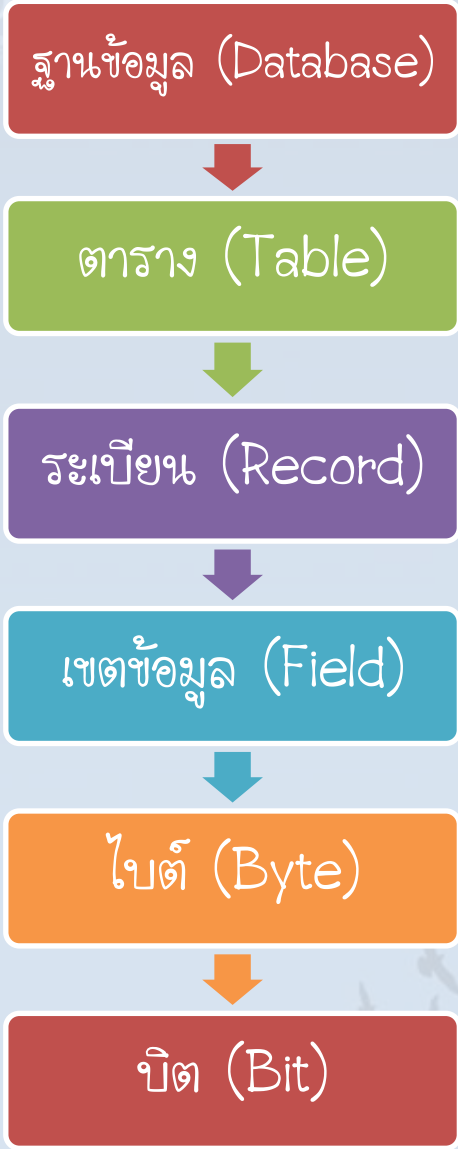 ฐานข้อมูล (Database)
ตาราง (Table)
ระเบียน (Record)
เขตข้อมูล (Field)
ไบต์ (Byte)
บิต (Bit)